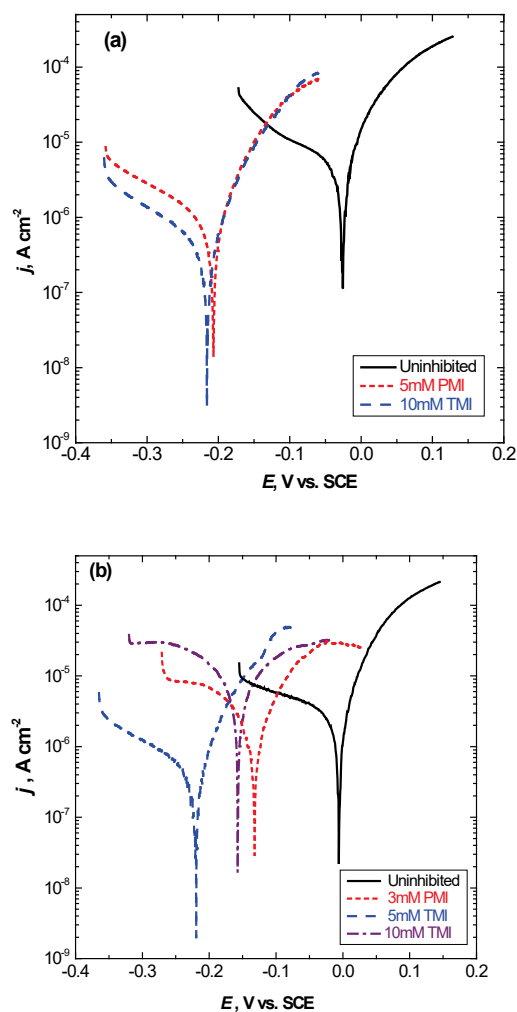 (a)
10⁻⁴
10⁻⁵
10⁻⁶
10⁻⁷
10⁻⁸
10⁻⁹
j, A cm⁻²
Uninhibited
5mM PMI
10mM TMI
-0.4 -0.3 -0.2 -0.1 0.0 0.1 0.2
E, V vs. SCE
(b)
10⁻³
10⁻⁴
10⁻⁵
10⁻⁶
10⁻⁷
10⁻⁸
10⁻⁹
j, A cm⁻²
Uninhibited
3mM PMI
5mM TMI
10mM TMI
-0.4 -0.3 -0.2 -0.1 0.0 0.1 0.2
E, V vs. SCE